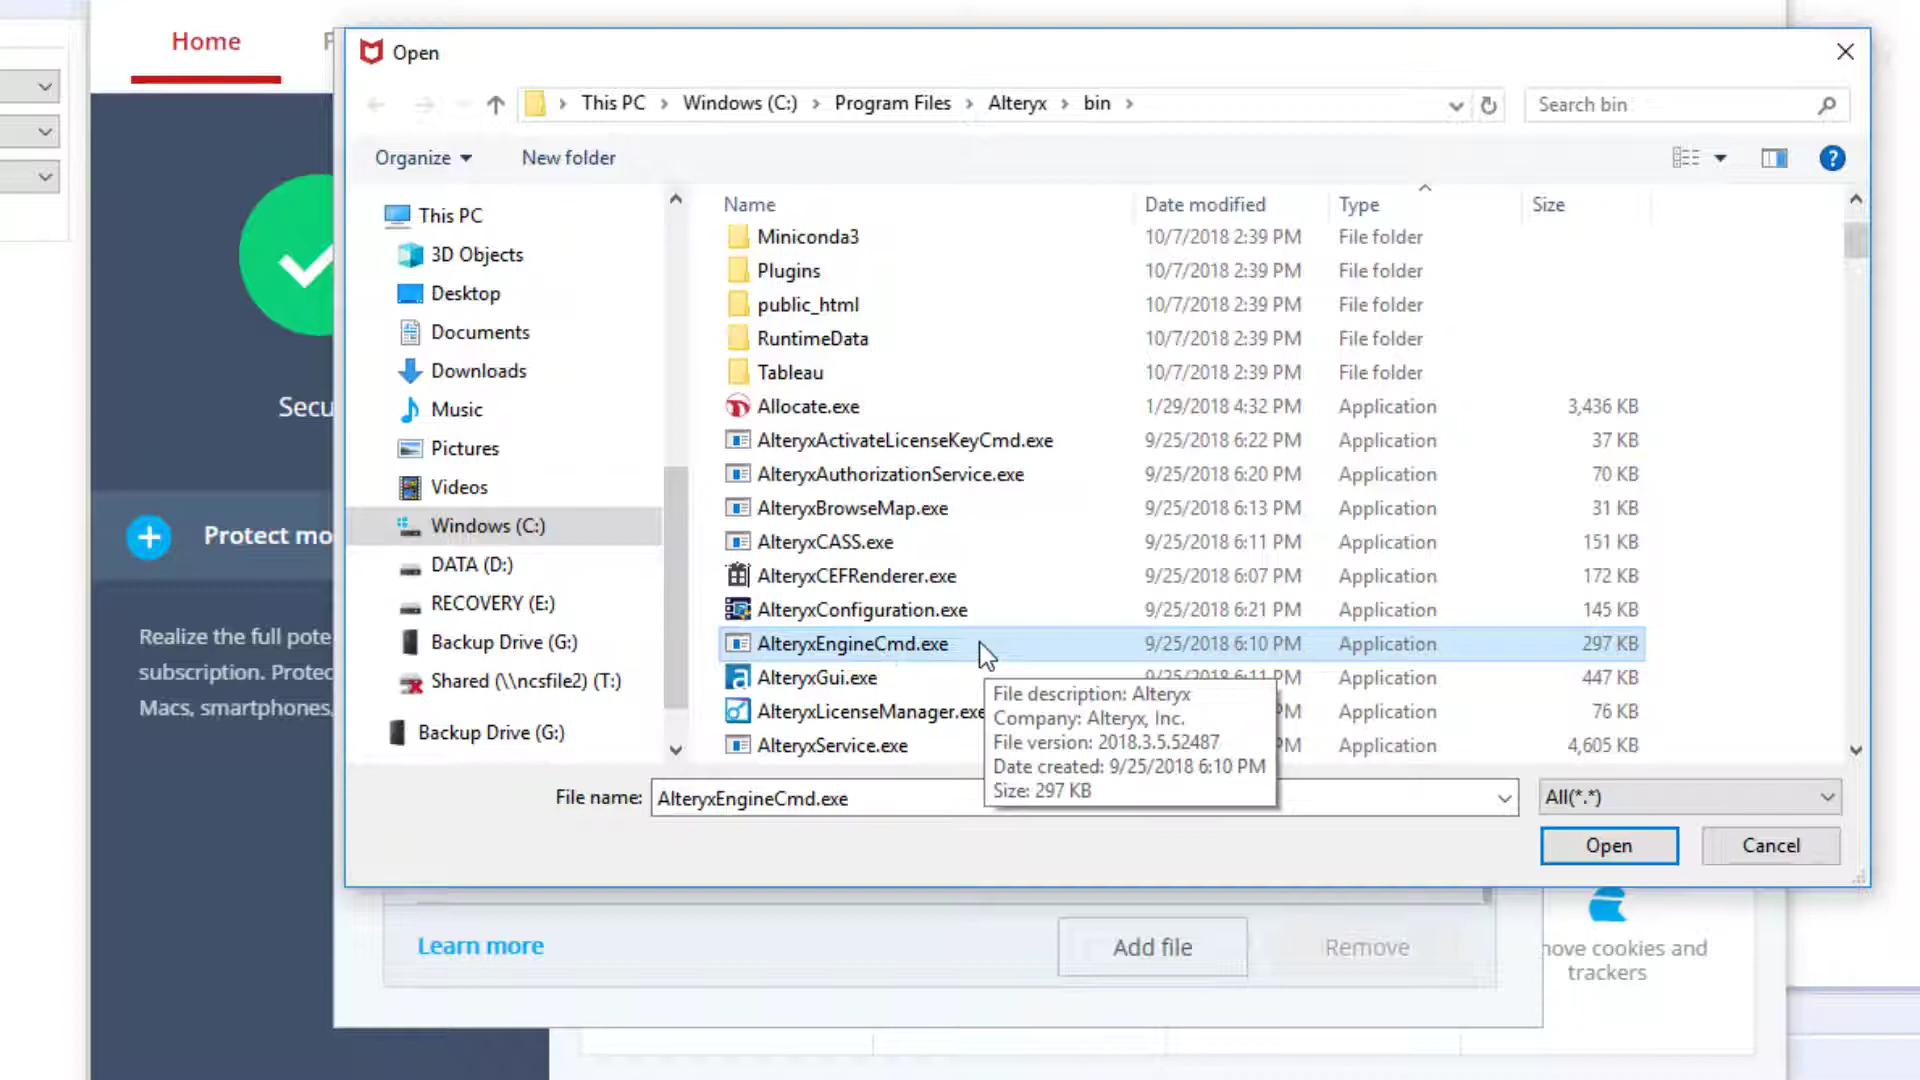 Home
Open
This PC > Windows (C:) > Program Files > Alteryx > bin >
Search bin
Organize
New folder
This PC
3D Objects
Desktop
Documents
Downloads
Music
Pictures
Videos
Windows (C:)
DATA (D:)
RECOVERY (E:)
Backup Drive (G:)
Shared (\\ncsfile2) (T:)
Backup Drive (G:)
Name Date modified Type Size
Miniconda3 10/7/2018 2:39 PM File folder
Plugins 10/7/2018 2:39 PM File folder
public_html 10/7/2018 2:39 PM File folder
RuntimeData 10/7/2018 2:39 PM File folder
Tableau 10/7/2018 2:39 PM File folder
Allocate.exe 1/29/2018 4:32 PM Application 3,436 KB
AlteryxActivateLicenseKeyCmd.exe 9/25/2018 6:22 PM Application 37 KB
AlteryxAuthorizationService.exe 9/25/2018 6:20 PM Application 70 KB
AlteryxBrowseMap.exe 9/25/2018 6:13 PM Application 31 KB
AlteryxCASS.exe 9/25/2018 6:11 PM Application 151 KB
AlteryxCEFRenderer.exe 9/25/2018 6:07 PM Application 172 KB
AlteryxConfiguration.exe 9/25/2018 6:21 PM Application 145 KB
AlteryxEngineCmd.exe 9/25/2018 6:10 PM Application 297 KB
AlteryxGui.exe 9/25/2018 6:11 PM Application 447 KB
AlteryxLicenseManager.exe PM Application 76 KB
AlteryxService.exe PM Application 4,605 KB
File description: Alteryx
Company: Alteryx, Inc.
File version: 2018.3.5.52487
Date created: 9/25/2018 6:10 PM
Size: 297 KB
File name: AlteryxEngineCmd.exe
All(*.*)
Open
Cancel
Secu
Protect mo
Realize the full pote
subscription. Protec
Macs, smartphones,
Learn more
Add file
Remove
nove cookies and
trackers